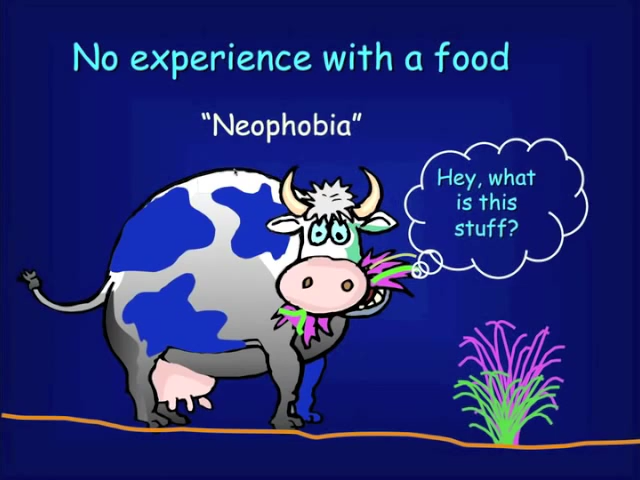 No experience with a food
“Neophobia”
Hey, what
is this
stuff?